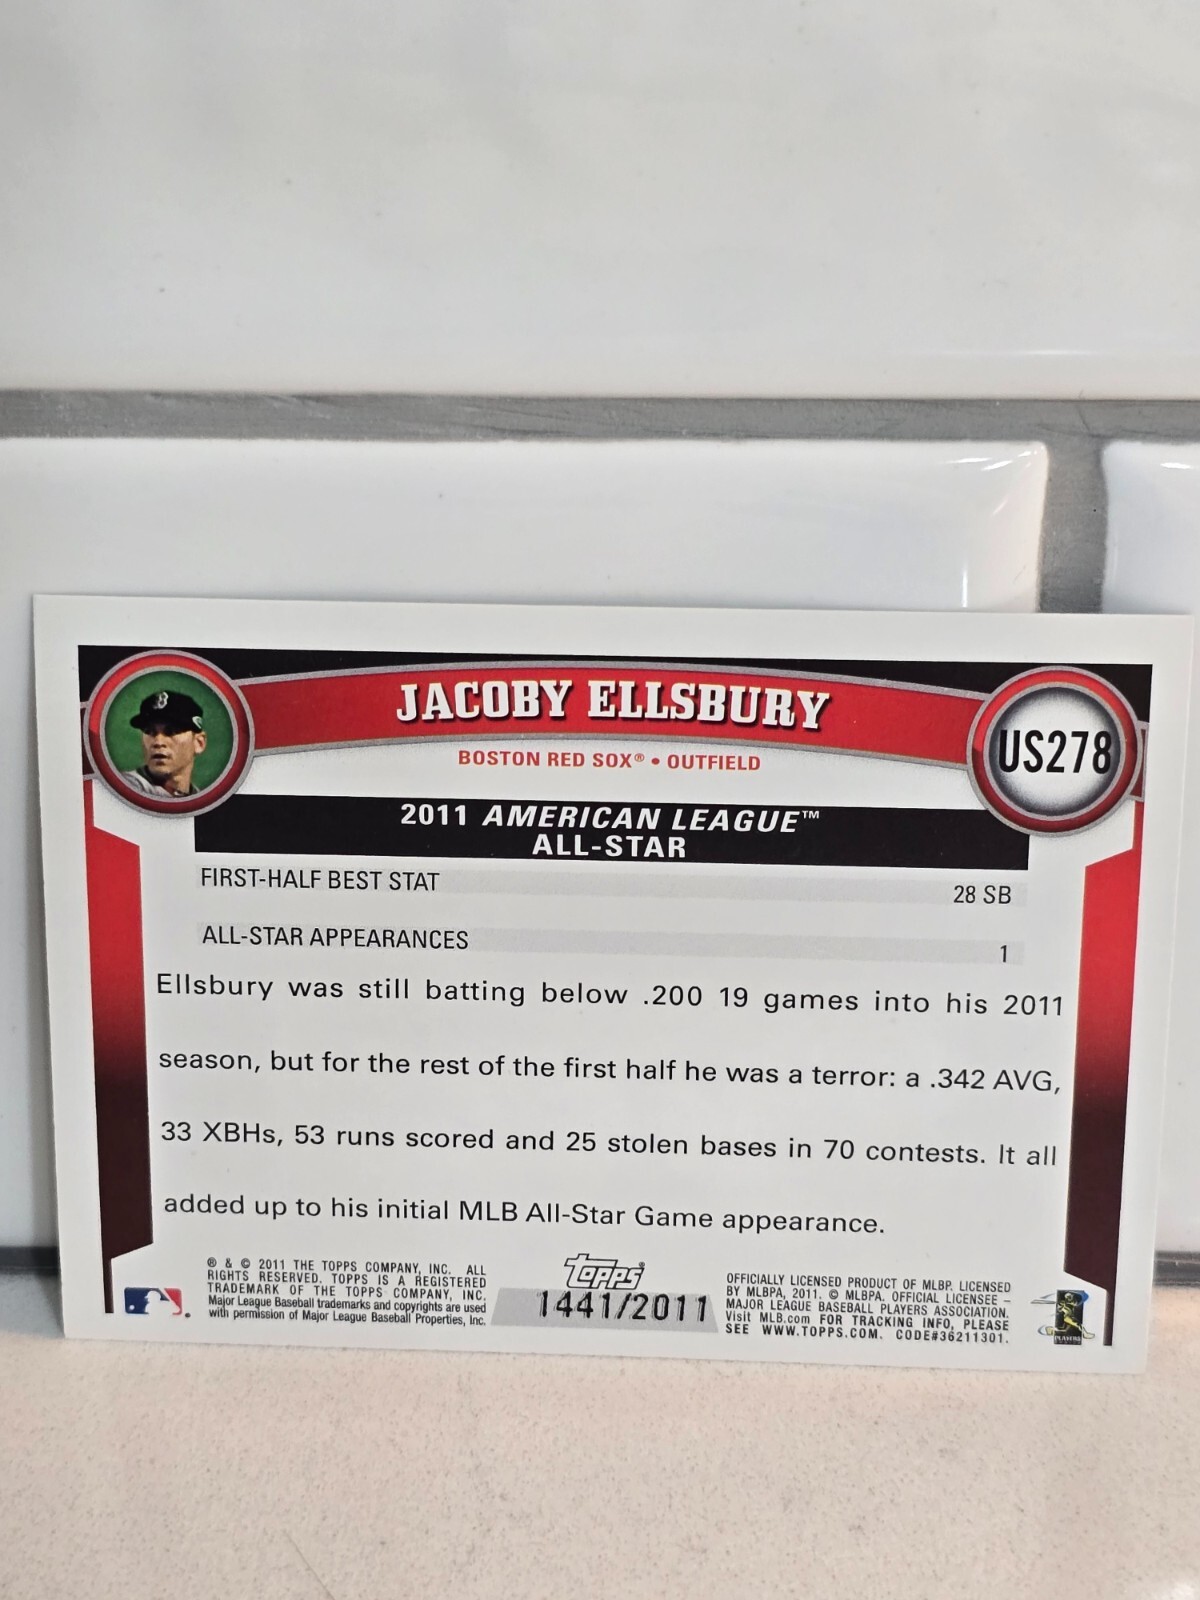 JACOBY ELLSBURY
US278
BOSTON RED SOX® • OUTFIELD
2011 AMERICAN LEAGUE™
ALL-STAR
FIRST-HALF BEST STAT 28 SB
ALL-STAR APPEARANCES 1
Ellsbury was still batting below .200 19 games into his 2011
season, but for the rest of the first half he was a terror: a .342 AVG,
33 XBHs, 53 runs scored and 25 stolen bases in 70 contests. It all
added up to his initial MLB All-Star Game appearance.
® & © 2011 THE TOPPS COMPANY, INC. ALL
RIGHTS RESERVED. TOPPS IS A REGISTERED
TRADEMARK OF THE TOPPS COMPANY, INC.
Major League Baseball trademarks and copyrights are used
with permission of Major League Baseball Properties, Inc.
Topps®
1441/2011
OFFICIALLY LICENSED PRODUCT OF MLBP. LICENSED
BY MLBPA, 2011. © MLBPA. OFFICIAL LICENSEE –
MAJOR LEAGUE BASEBALL PLAYERS ASSOCIATION.
Visit MLB.com FOR TRACKING INFO, PLEASE
SEE WWW.TOPPS.COM. CODE#36211301.
PLAYERS